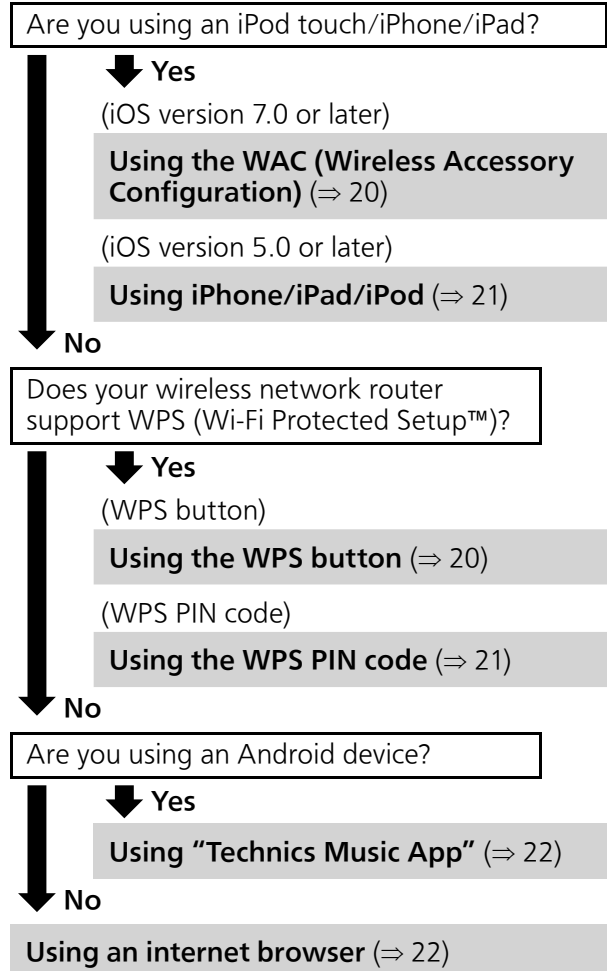 Are you using an iPod touch/iPhone/iPad?
Yes
(iOS version 7.0 or later)
Using the WAC (Wireless Accessory
Configuration) (⇒ 20)
(iOS version 5.0 or later)
Using iPhone/iPad/iPod (⇒ 21)
No
Does your wireless network router
support WPS (Wi-Fi Protected Setup™)?
Yes
(WPS button)
Using the WPS button (⇒ 20)
(WPS PIN code)
Using the WPS PIN code (⇒ 21)
No
Are you using an Android device?
Yes
Using “Technics Music App” (⇒ 22)
No
Using an internet browser (⇒ 22)